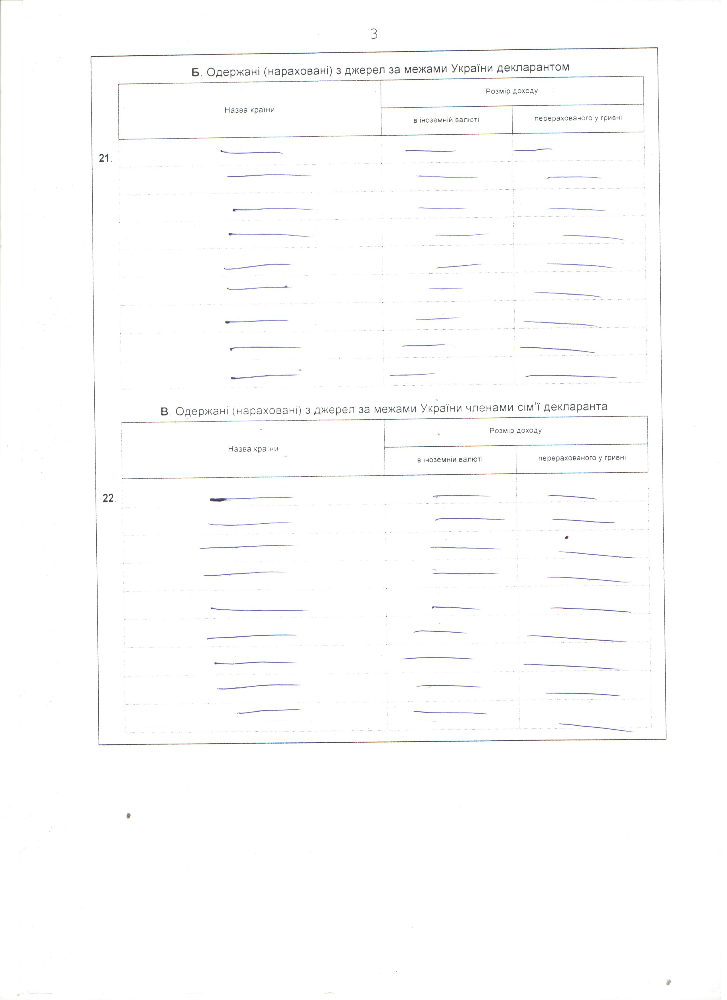 3
Б. Одержані (нараховані) з джерел за межами України декларантом
Назва країни
Розмір доходу
в іноземній валюті
перерахованого у гривні
21.
— — —
— — —
— — —
— — —
— — —
— — —
— — —
— — —
— — —
В. Одержані (нараховані) з джерел за межами України членами сім'ї декларанта
Назва країни
Розмір доходу
в іноземній валюті
перерахованого у гривні
22.
— — —
— — —
— — —
— — —
— — —
— — —
— — —
— — —
— — —